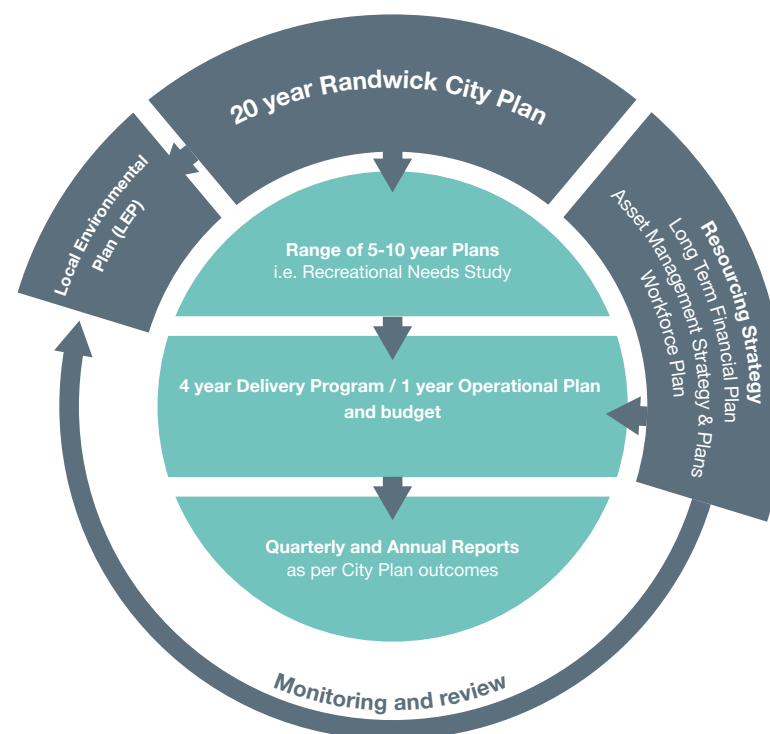 20 year Randwick City Plan
Local Environmental
Plan (LEP)
Range of 5-10 year Plans
i.e. Recreational Needs Study
Resourcing Strategy
Long Term Financial Plan
Asset Management Strategy & Plans
Workforce Plan
4 year Delivery Program / 1 year Operational Plan
and budget
Quarterly and Annual Reports
as per City Plan outcomes
Monitoring and review